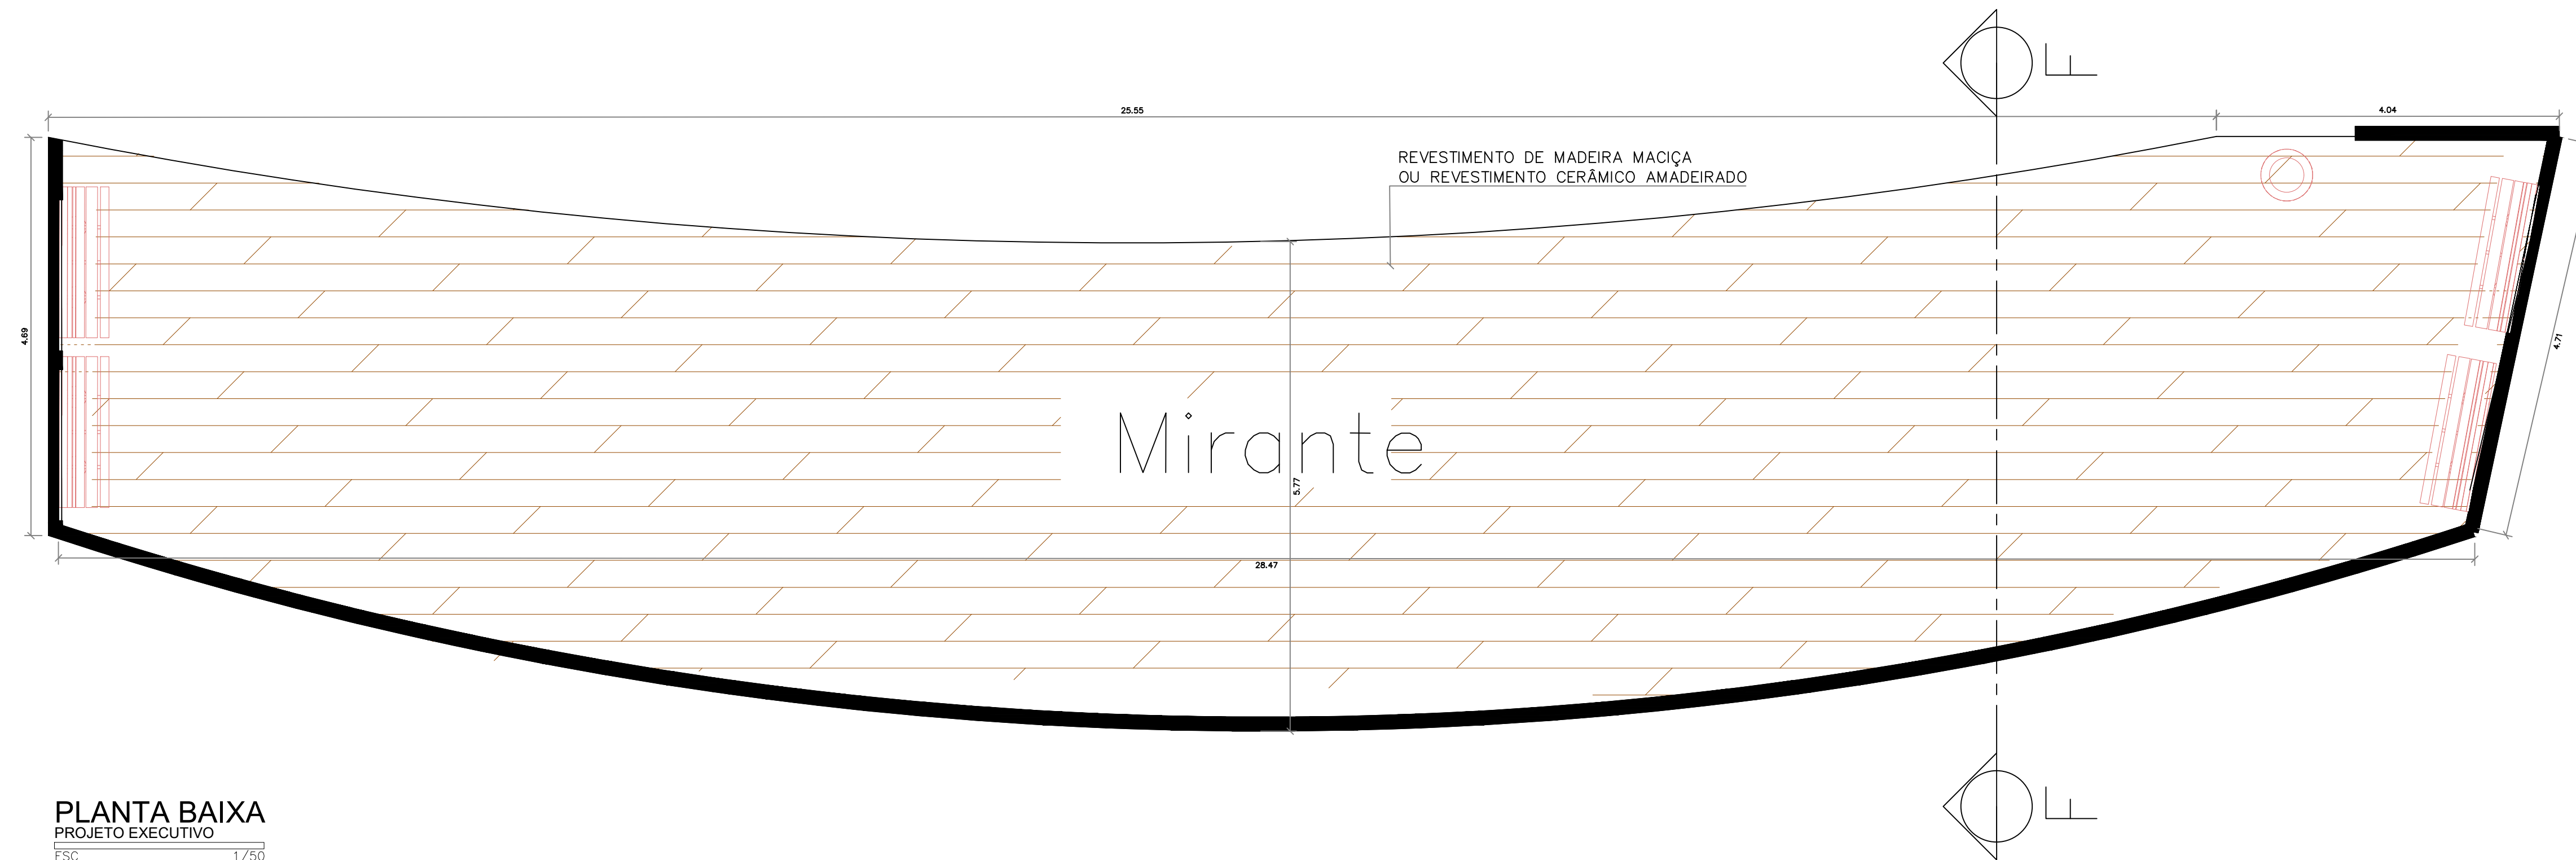 F
25.55
4.04
REVESTIMENTO DE MADEIRA MACIÇA
OU REVESTIMENTO CERÂMICO AMADEIRADO
4.69
4.71
Mirante
5.77
28.47
F
PLANTA BAIXA
PROJETO EXECUTIVO
ESC 1/50